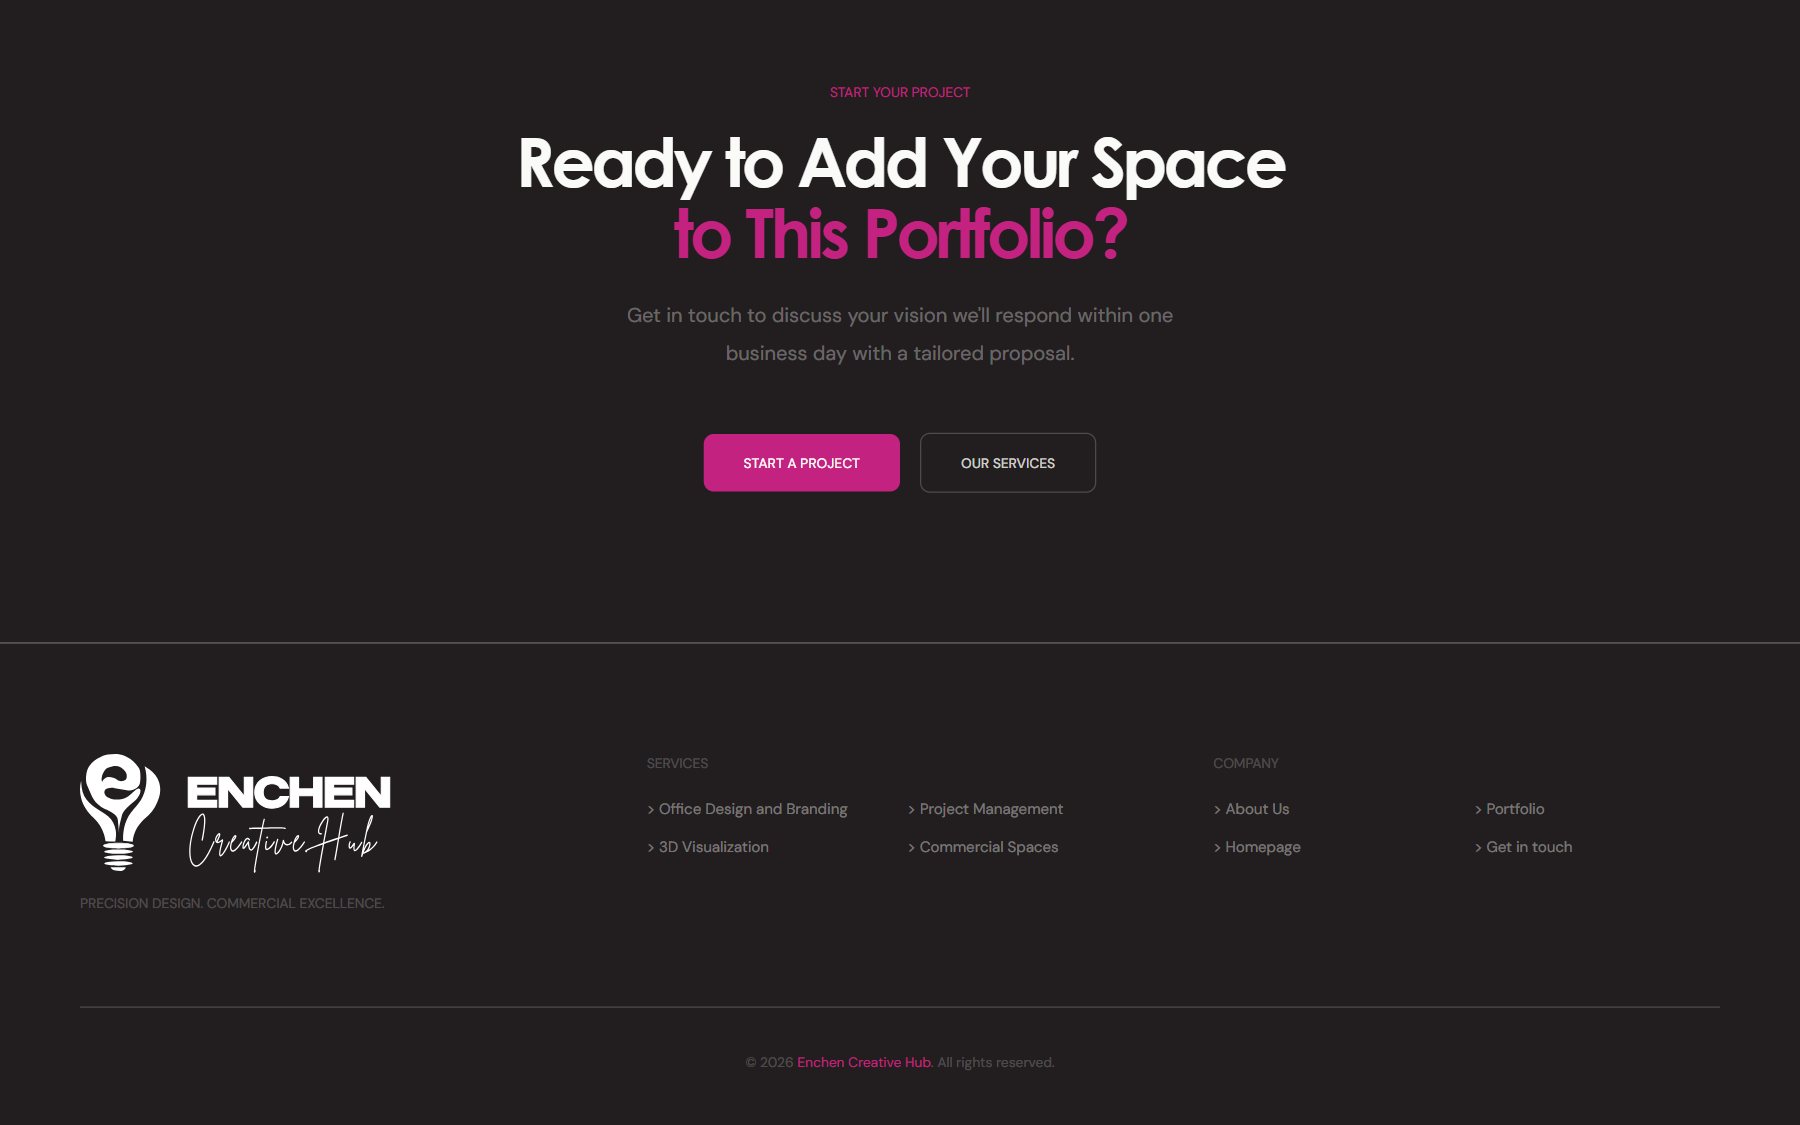 START YOUR PROJECT
Ready to Add Your Space
to This Portfolio?
Get in touch to discuss your vision we'll respond within one
business day with a tailored proposal.
START A PROJECT
OUR SERVICES
ENCHEN
Creative Hub
PRECISION DESIGN. COMMERCIAL EXCELLENCE.
SERVICES
> Office Design and Branding
> Project Management
> 3D Visualization
> Commercial Spaces
COMPANY
> About Us
> Portfolio
> Homepage
> Get in touch
© 2026 Enchen Creative Hub. All rights reserved.